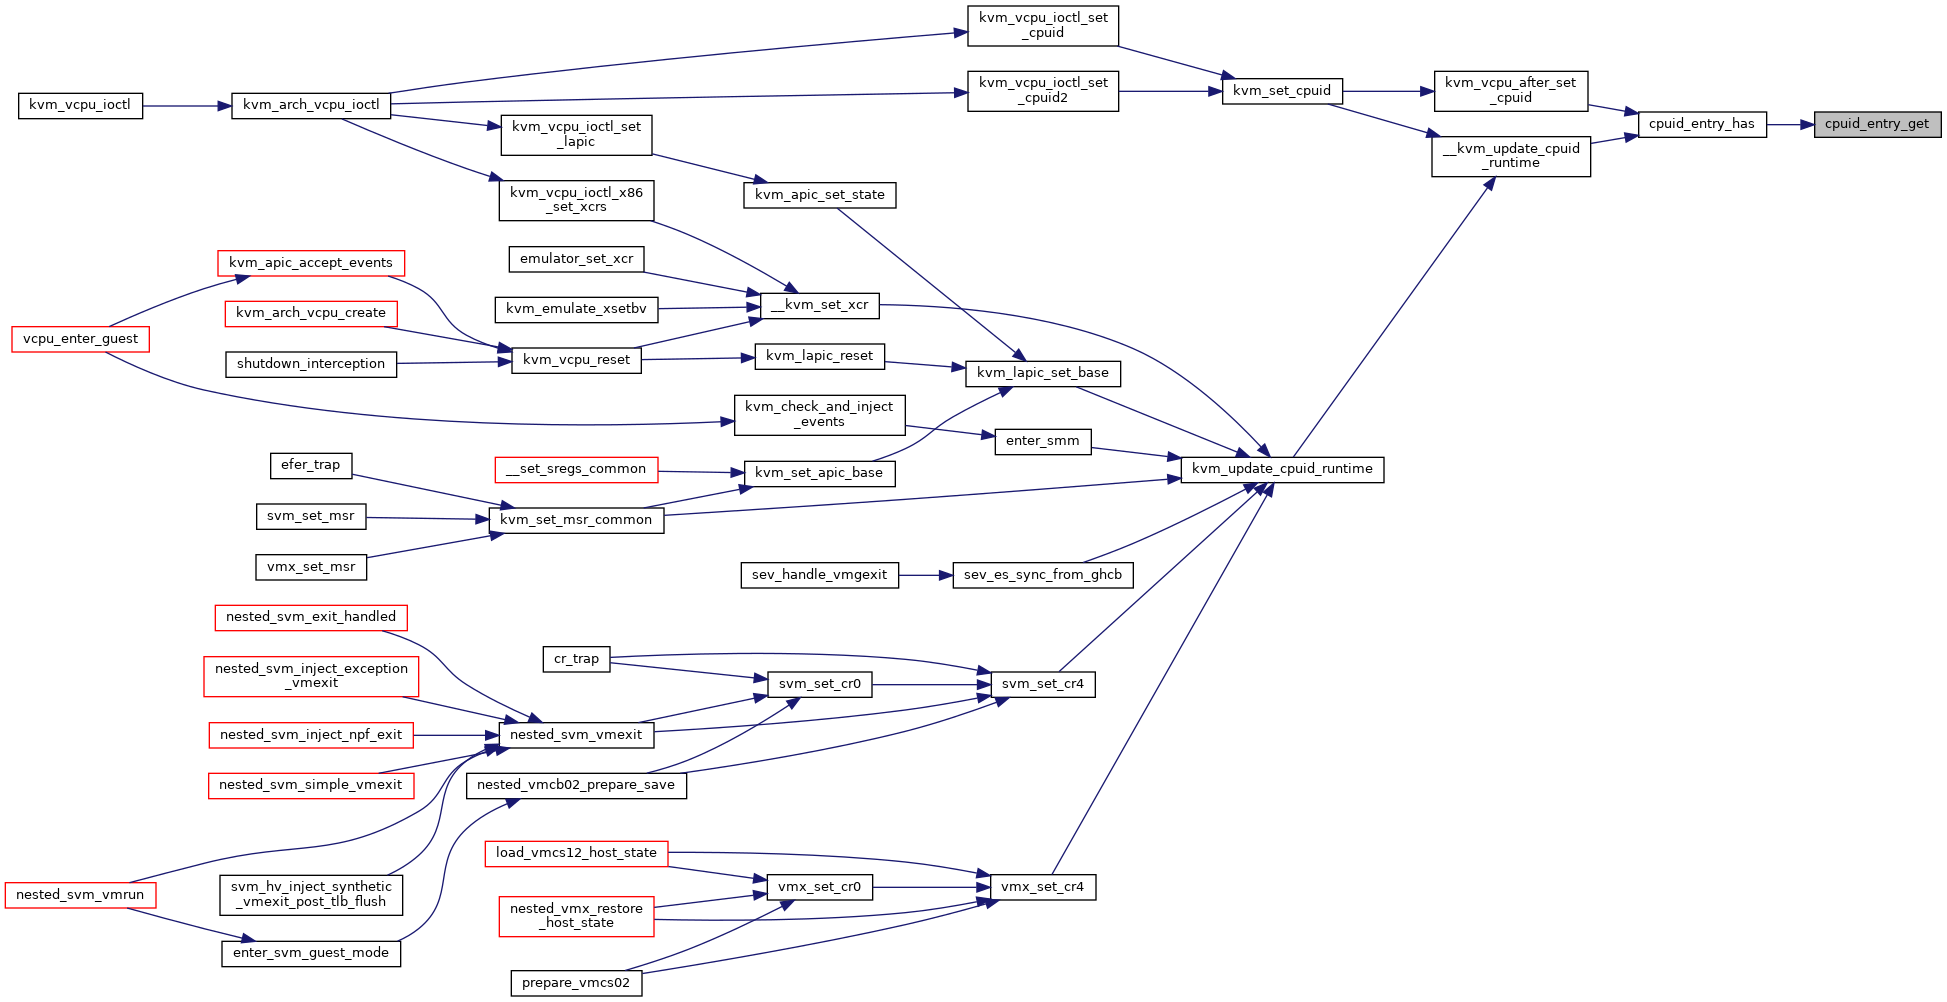 kvm_vcpu_ioctl_set
_cpuid
kvm_vcpu_ioctl
kvm_arch_vcpu_ioctl
kvm_vcpu_ioctl_set
_cpuid2
kvm_set_cpuid
kvm_vcpu_after_set
_cpuid
cpuid_entry_has
cpuid_entry_get
kvm_vcpu_ioctl_set
_lapic
__kvm_update_cpuid
_runtime
kvm_vcpu_ioctl_x86
_set_xcrs
kvm_apic_set_state
kvm_apic_accept_events
emulator_set_xcr
kvm_arch_vcpu_create
kvm_emulate_xsetbv
__kvm_set_xcr
vcpu_enter_guest
shutdown_interception
kvm_vcpu_reset
kvm_lapic_reset
kvm_lapic_set_base
kvm_check_and_inject
_events
enter_smm
efer_trap
__set_sregs_common
kvm_set_apic_base
kvm_update_cpuid_runtime
svm_set_msr
kvm_set_msr_common
vmx_set_msr
sev_handle_vmgexit
sev_es_sync_from_ghcb
nested_svm_exit_handled
nested_svm_inject_exception
_vmexit
cr_trap
svm_set_cr0
svm_set_cr4
nested_svm_inject_npf_exit
nested_svm_vmexit
nested_svm_simple_vmexit
nested_vmcb02_prepare_save
load_vmcs12_host_state
nested_svm_vmrun
svm_hv_inject_synthetic
_vmexit_post_tlb_flush
vmx_set_cr0
vmx_set_cr4
nested_vmx_restore
_host_state
enter_svm_guest_mode
prepare_vmcs02